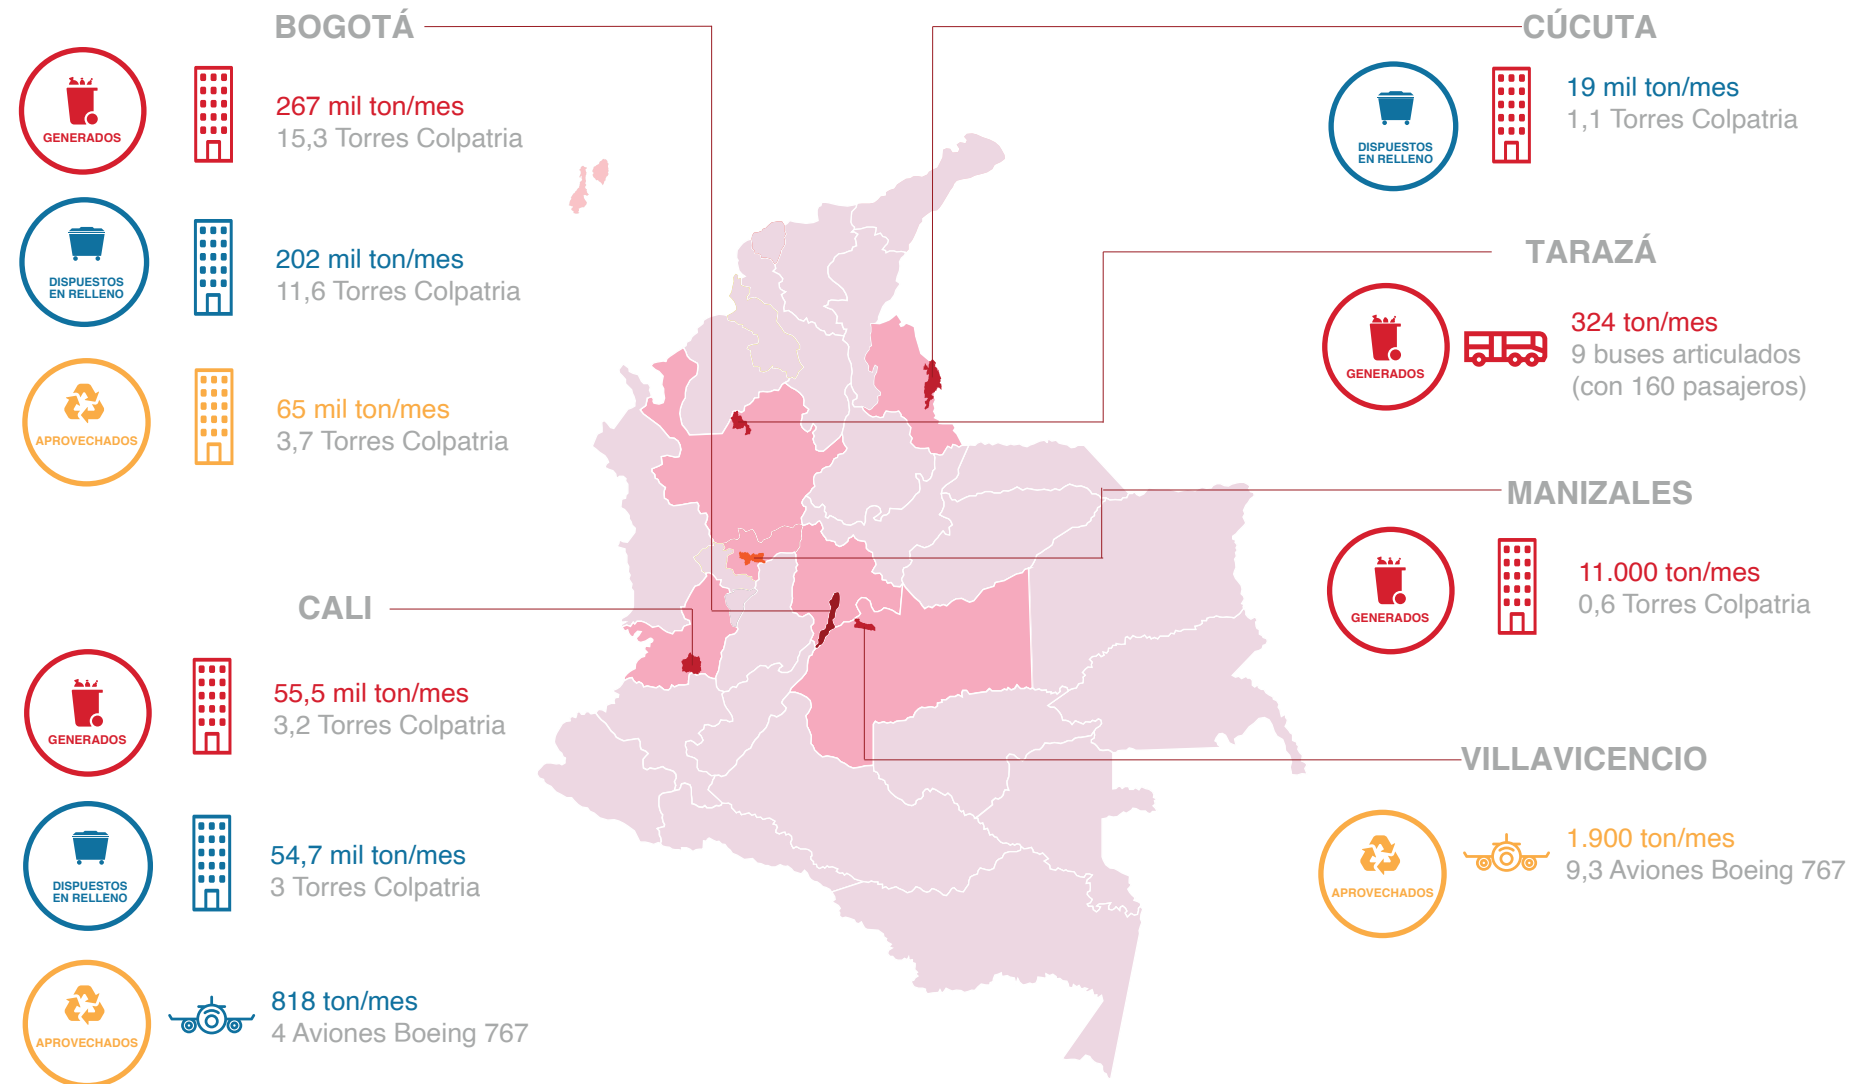 BOGOTÁ
GENERADOS
267 mil ton/mes
15,3 Torres Colpatria
DISPUESTOS
EN RELLENO
202 mil ton/mes
11,6 Torres Colpatria
APROVECHADOS
65 mil ton/mes
3,7 Torres Colpatria
CALI
GENERADOS
55,5 mil ton/mes
3,2 Torres Colpatria
DISPUESTOS
EN RELLENO
54,7 mil ton/mes
3 Torres Colpatria
APROVECHADOS
818 ton/mes
4 Aviones Boeing 767
CÚCUTA
DISPUESTOS
EN RELLENO
19 mil ton/mes
1,1 Torres Colpatria
TARAZÁ
GENERADOS
324 ton/mes
9 buses articulados
(con 160 pasajeros)
MANIZALES
GENERADOS
11.000 ton/mes
0,6 Torres Colpatria
VILLAVICENCIO
APROVECHADOS
1.900 ton/mes
9,3 Aviones Boeing 767